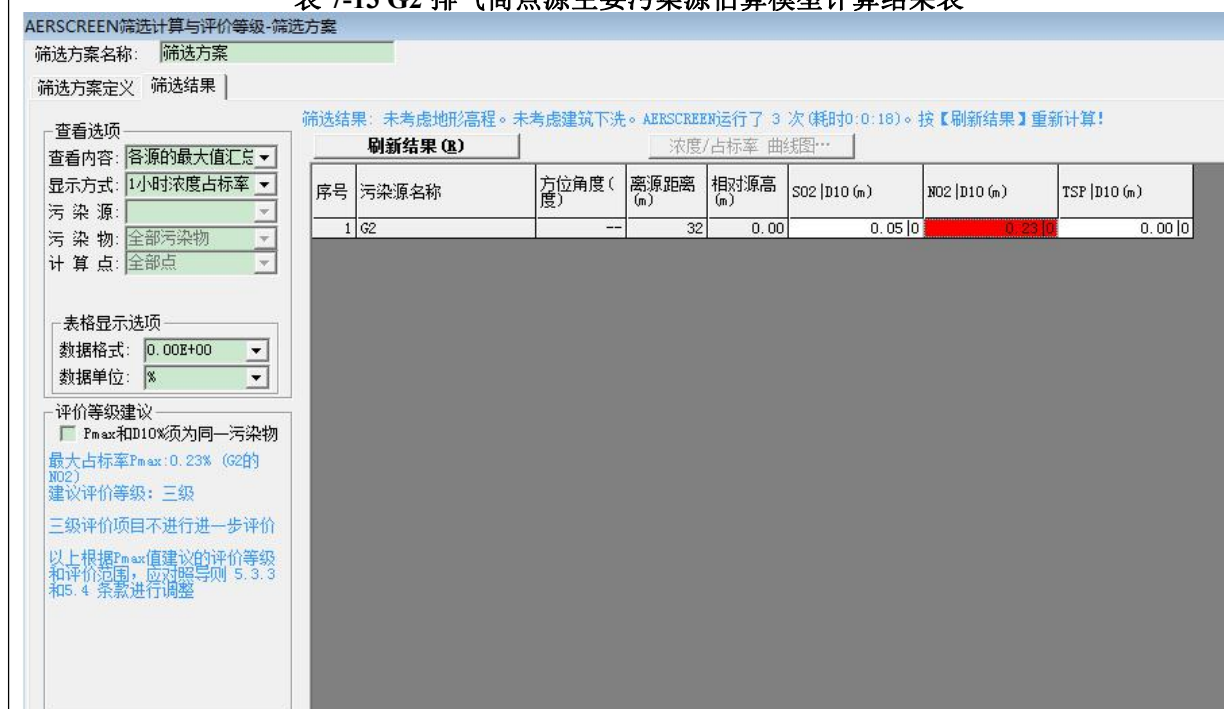 表 7-13 G2 排气筒点源主要污染源估算模型计算结果表
AERSCREEN筛选计算与评价等级-筛选方案
筛选方案名称: 筛选方案
筛选方案定义 筛选结果
筛选结果: 未考虑地形高程。未考虑建筑下洗。AERSCREEN运行了 3 次(耗时0:0:18)。按【刷新结果】重新计算!
查看选项
刷新结果(R) 浓度/占标率 曲线图…
查看内容: 各源的最大值汇总
显示方式: 1小时浓度占标率
污 染 源:
污 染 物: 全部污染物
计 算 点: 全部点
序号 污染源名称 方位角度(度) 离源距离(m) 相对源高(m) SO2|D10(m) NO2|D10(m) TSP|D10(m)
1 G2 -- 32 0.00 0.05|0 0.23|0 0.00|0
表格显示选项
数据格式: 0.00E+00
数据单位: %
评价等级建议
Pmax和D10%须为同一污染物
最大占标率Pmax:0.23% (G2的
NO2)
建议评价等级: 三级
三级评价项目不进行进一步评价
以上根据Pmax值建议的评价等级
和评价范围,应对照导则 5.3.3
和5.4 条款进行调整